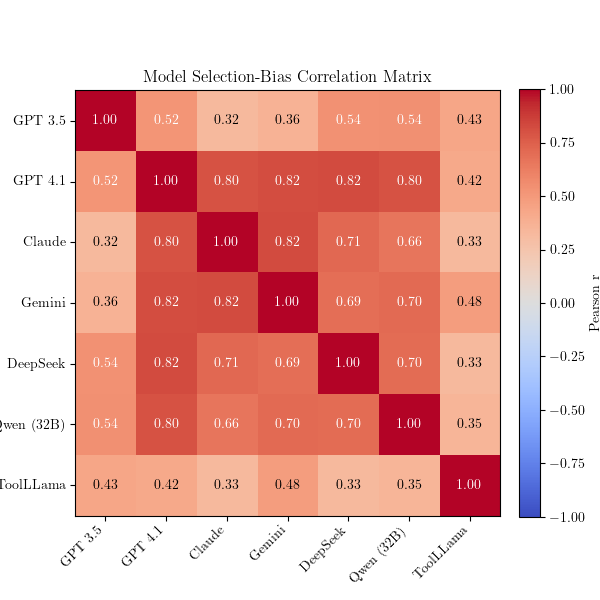 Model Selection-Bias Correlation Matrix
GPT 3.5 1.00 0.52 0.32 0.36 0.54 0.54 0.43
GPT 4.1 0.52 1.00 0.80 0.82 0.82 0.80 0.42
Claude 0.32 0.80 1.00 0.82 0.71 0.66 0.33
Gemini 0.36 0.82 0.82 1.00 0.69 0.70 0.48
DeepSeek 0.54 0.82 0.71 0.69 1.00 0.70 0.33
Qwen (32B) 0.54 0.80 0.66 0.70 0.70 1.00 0.35
ToolLLama 0.43 0.42 0.33 0.48 0.33 0.35 1.00
GPT 3.5 GPT 4.1 Claude Gemini DeepSeek Qwen (32B) ToolLLama
1.00
0.75
0.50
0.25
0.00
−0.25
−0.50
−0.75
−1.00
Pearson r